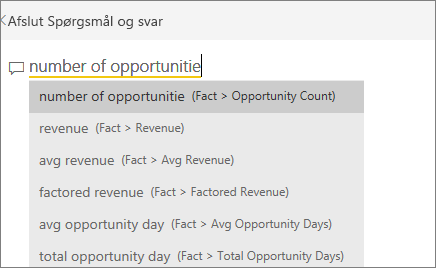 Afslut Spørgsmål og svar
number of opportunitie
number of opportunitie (Fact > Opportunity Count)
revenue (Fact > Revenue)
avg revenue (Fact > Avg Revenue)
factored revenue (Fact > Factored Revenue)
avg opportunity day (Fact > Avg Opportunity Days)
total opportunity day (Fact > Total Opportunity Days)